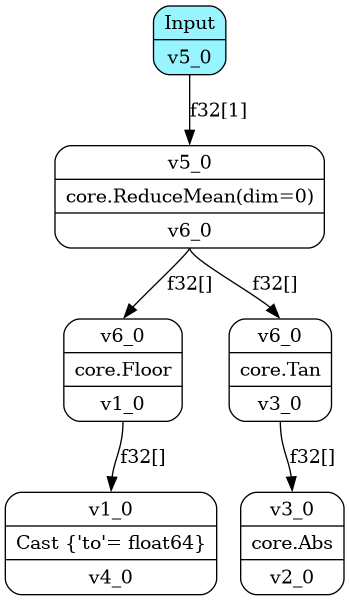 Input
v5_0
f32[1]
v5_0
core.ReduceMean(dim=0)
v6_0
f32[]
f32[]
v6_0
core.Floor
v1_0
v6_0
core.Tan
v3_0
f32[]
f32[]
v1_0
Cast {'to'= float64}
v4_0
v3_0
core.Abs
v2_0